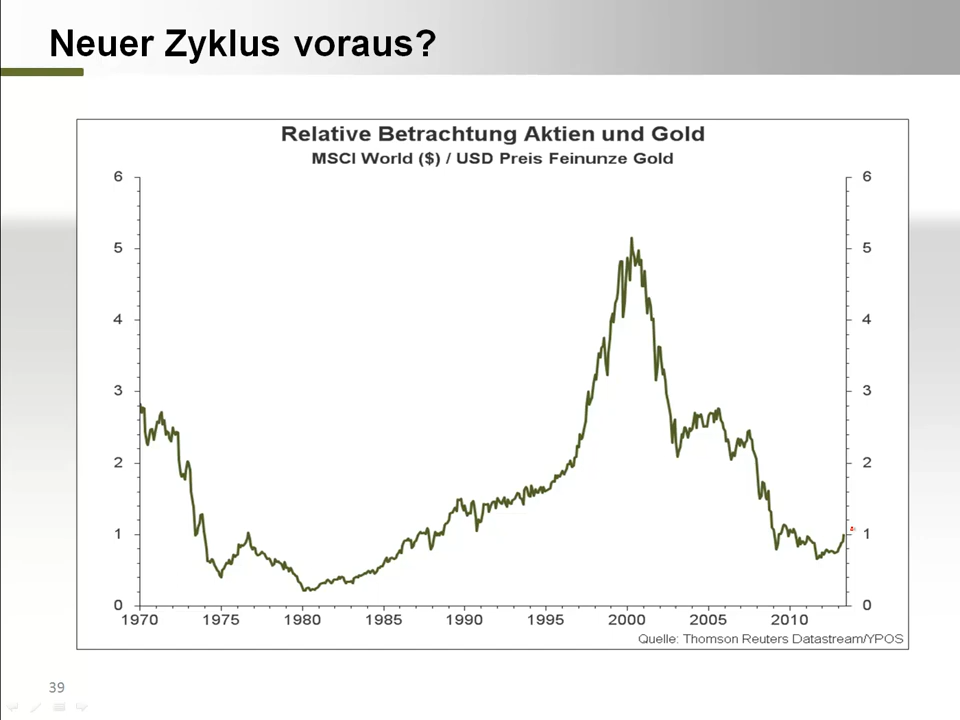 Neuer Zyklus voraus?
Relative Betrachtung Aktien und Gold
MSCI World ($) / USD Preis Feinunze Gold
6 6
5 5
4 4
3 3
2 2
1 1
0 0
1970 1975 1980 1985 1990 1995 2000 2005 2010
Quelle: Thomson Reuters Datastream/YPOS
39